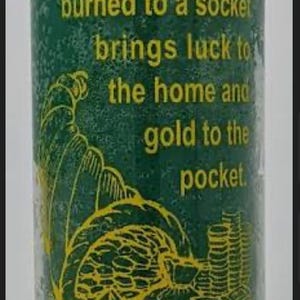 burned to a socket
brings luck to
the home and
gold to the
pocket.